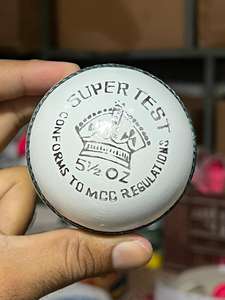 SUPER TEST
5½ OZ
CONFORMS TO MCC REGULATIONS